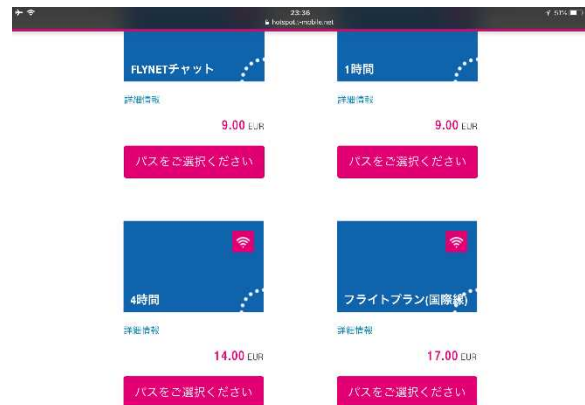 23:36
51%
hotspot.t-mobile.net
FLYNETチャット
1時間
詳細情報
詳細情報
9.00 EUR
9.00 EUR
パスをご選択ください
パスをご選択ください
4時間
フライトプラン(国際線)
詳細情報
詳細情報
14.00 EUR
17.00 EUR
パスをご選択ください
パスをご選択ください